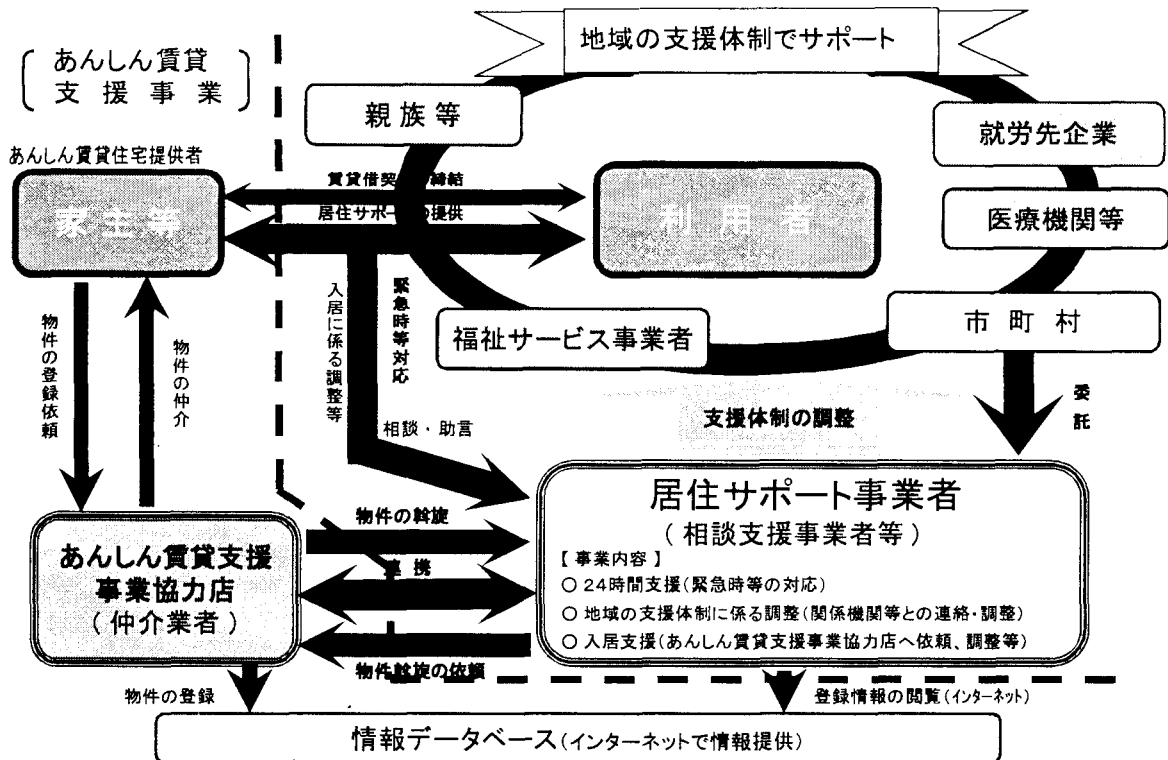 地域の支援体制でサポート
あんしん賃貸
支援事業
親族等
就労先企業
あんしん賃貸住宅提供者
賃貸借契 締結
家主等
利用者
居住サポー の提供
医療機関等
入居に係る調整等
緊急時等対応
福祉サービス事業者
市町村
物件の登録依頼
物件の仲介
相談・助言
支援体制の調整
委託
居住サポート事業者
(相談支援事業者等)
【事業内容】
○ 24時間支援(緊急時等の対応)
○ 地域の支援体制に係る調整(関係機関等との連絡・調整)
○ 入居支援(あんしん賃貸支援事業協力店へ依頼、調整等)
物件の斡旋
連携
物件斡旋の依頼
あんしん賃貸支援
事業協力店
(仲介業者)
物件の登録
登録情報の閲覧(インターネット)
情報データベース(インターネットで情報提供)